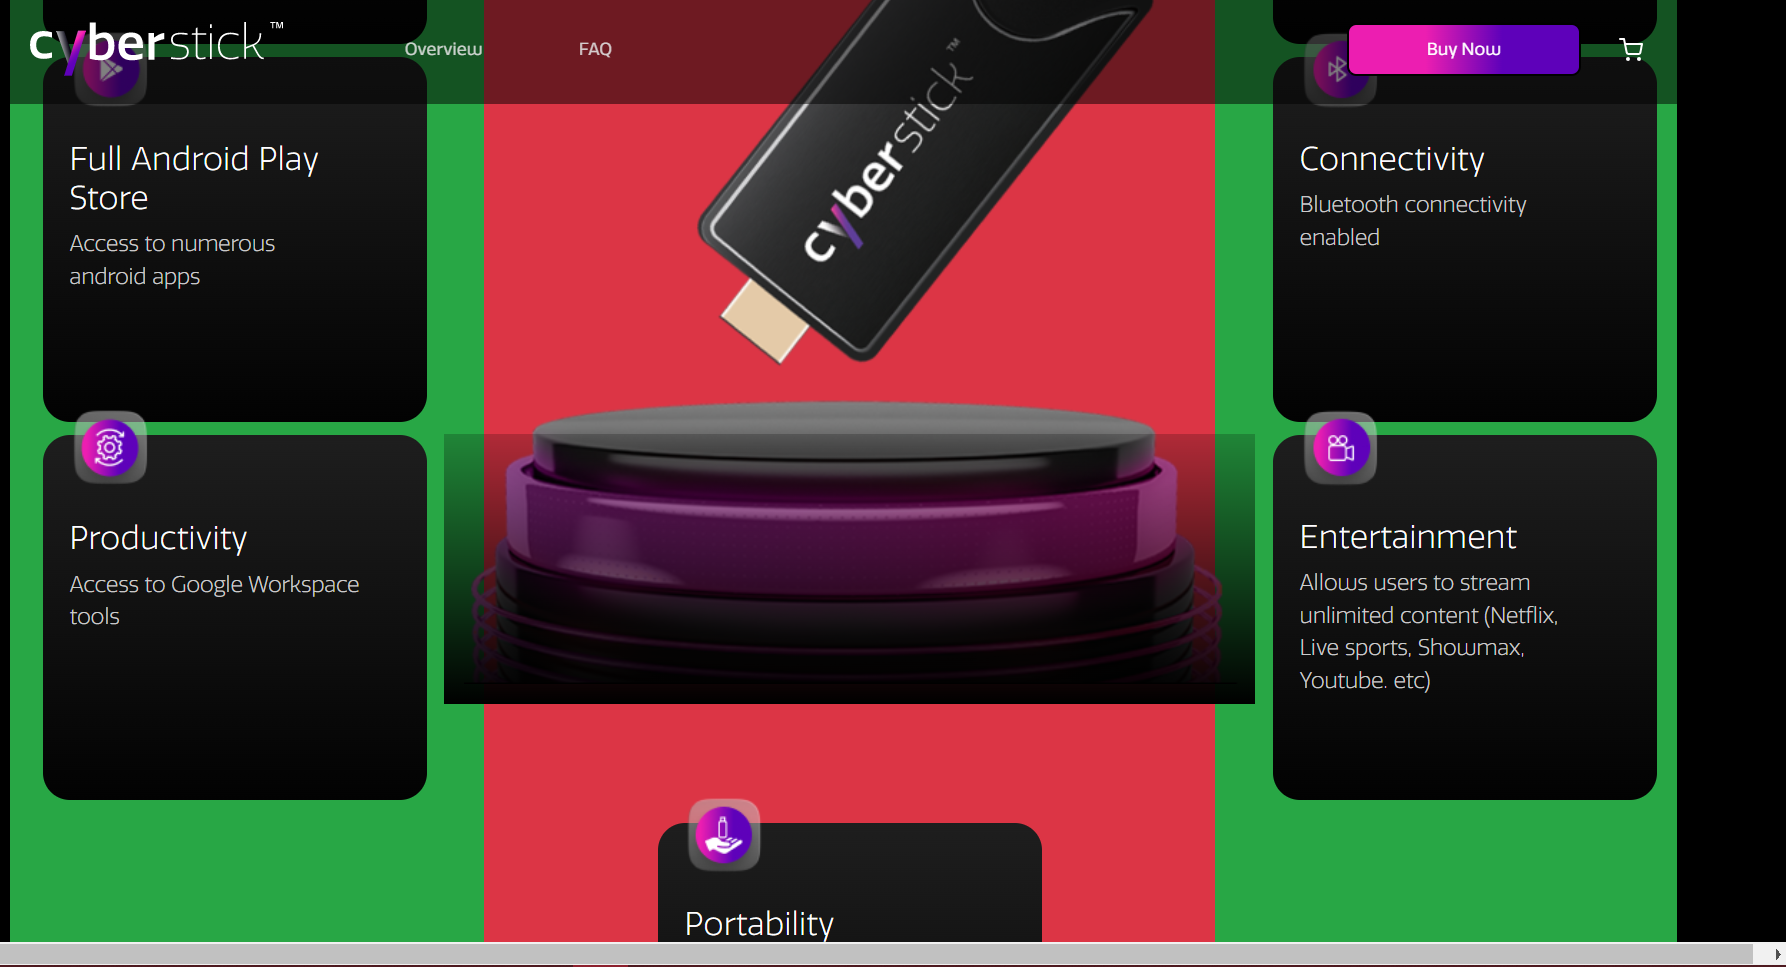 cyberstick™
Overview
FAQ
Buy Now
Full Android Play
Store
Access to numerous
android apps
cyberstick™
Connectivity
Bluetooth connectivity
enabled
Productivity
Access to Google Workspace
tools
Entertainment
Allows users to stream
unlimited content (Netflix,
Live sports, Showmax,
Youtube. etc)
Portability